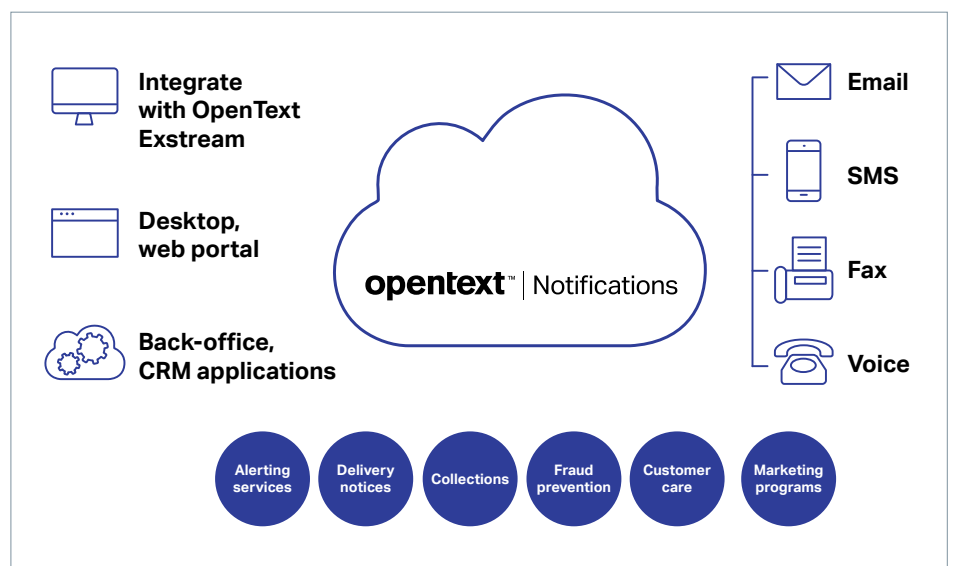 Integrate
with OpenText
Exstream
Desktop,
web portal
Back-office,
CRM applications
opentext™ | Notifications
Email
SMS
Fax
Voice
Alerting
services
Delivery
notices
Collections
Fraud
prevention
Customer
care
Marketing
programs